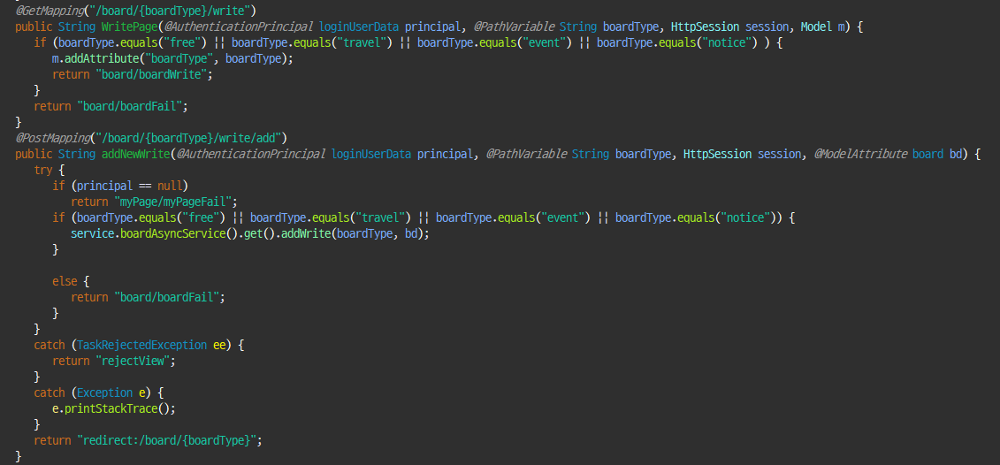 @GetMapping("/board/{boardType}/write")
public String WritePage(@AuthenticationPrincipal loginUserData principal, @PathVariable String boardType, HttpSession session, Model m) {
if (boardType.equals("free") || boardType.equals("travel") || boardType.equals("event") || boardType.equals("notice") ) {
m.addAttribute("boardType", boardType);
return "board/boardWrite";
}
return "board/boardFail";
}
@PostMapping("/board/{boardType}/write/add")
public String addNewWrite(@AuthenticationPrincipal loginUserData principal, @PathVariable String boardType, HttpSession session, @ModelAttribute board bd) {
try {
if (principal == null)
return "myPage/myPageFail";
if (boardType.equals("free") || boardType.equals("travel") || boardType.equals("event") || boardType.equals("notice")) {
service.boardAsyncService().get().addWrite(boardType, bd);
}
else {
return "board/boardFail";
}
}
catch (TaskRejectedException ee) {
return "rejectView";
}
catch (Exception e) {
e.printStackTrace();
}
return "redirect:/board/{boardType}";
}